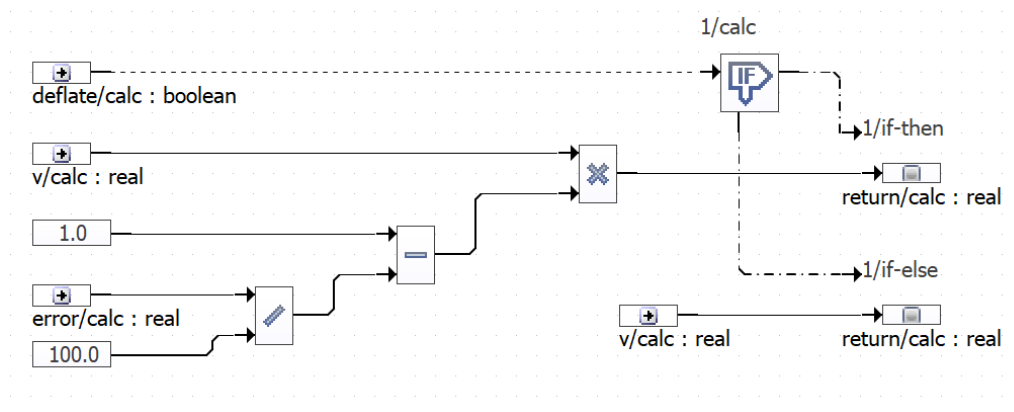 1/calc
IF
deflate/calc : boolean
1/if-then
v/calc : real
return/calc : real
1.0
1/if-else
error/calc : real
v/calc : real
return/calc : real
100.0